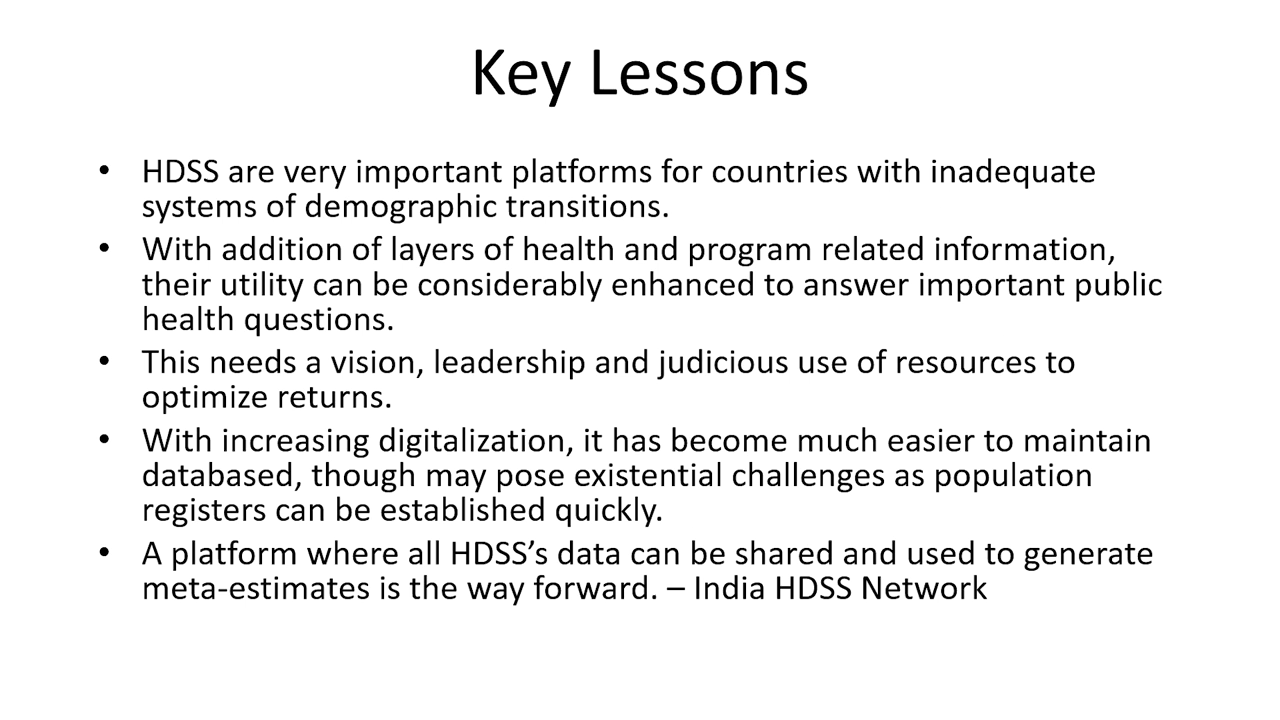 Key Lessons
• HDSS are very important platforms for countries with inadequate
systems of demographic transitions.
• With addition of layers of health and program related information,
their utility can be considerably enhanced to answer important public
health questions.
• This needs a vision, leadership and judicious use of resources to
optimize returns.
• With increasing digitalization, it has become much easier to maintain
databased, though may pose existential challenges as population
registers can be established quickly.
• A platform where all HDSS’s data can be shared and used to generate
meta-estimates is the way forward. – India HDSS Network